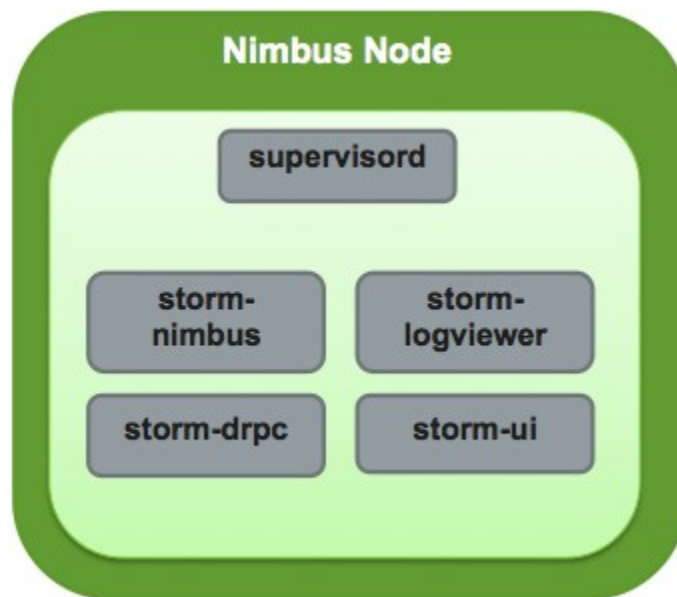 Nimbus Node
supervisord
storm-
nimbus
storm-
logviewer
storm-drpc
storm-ui